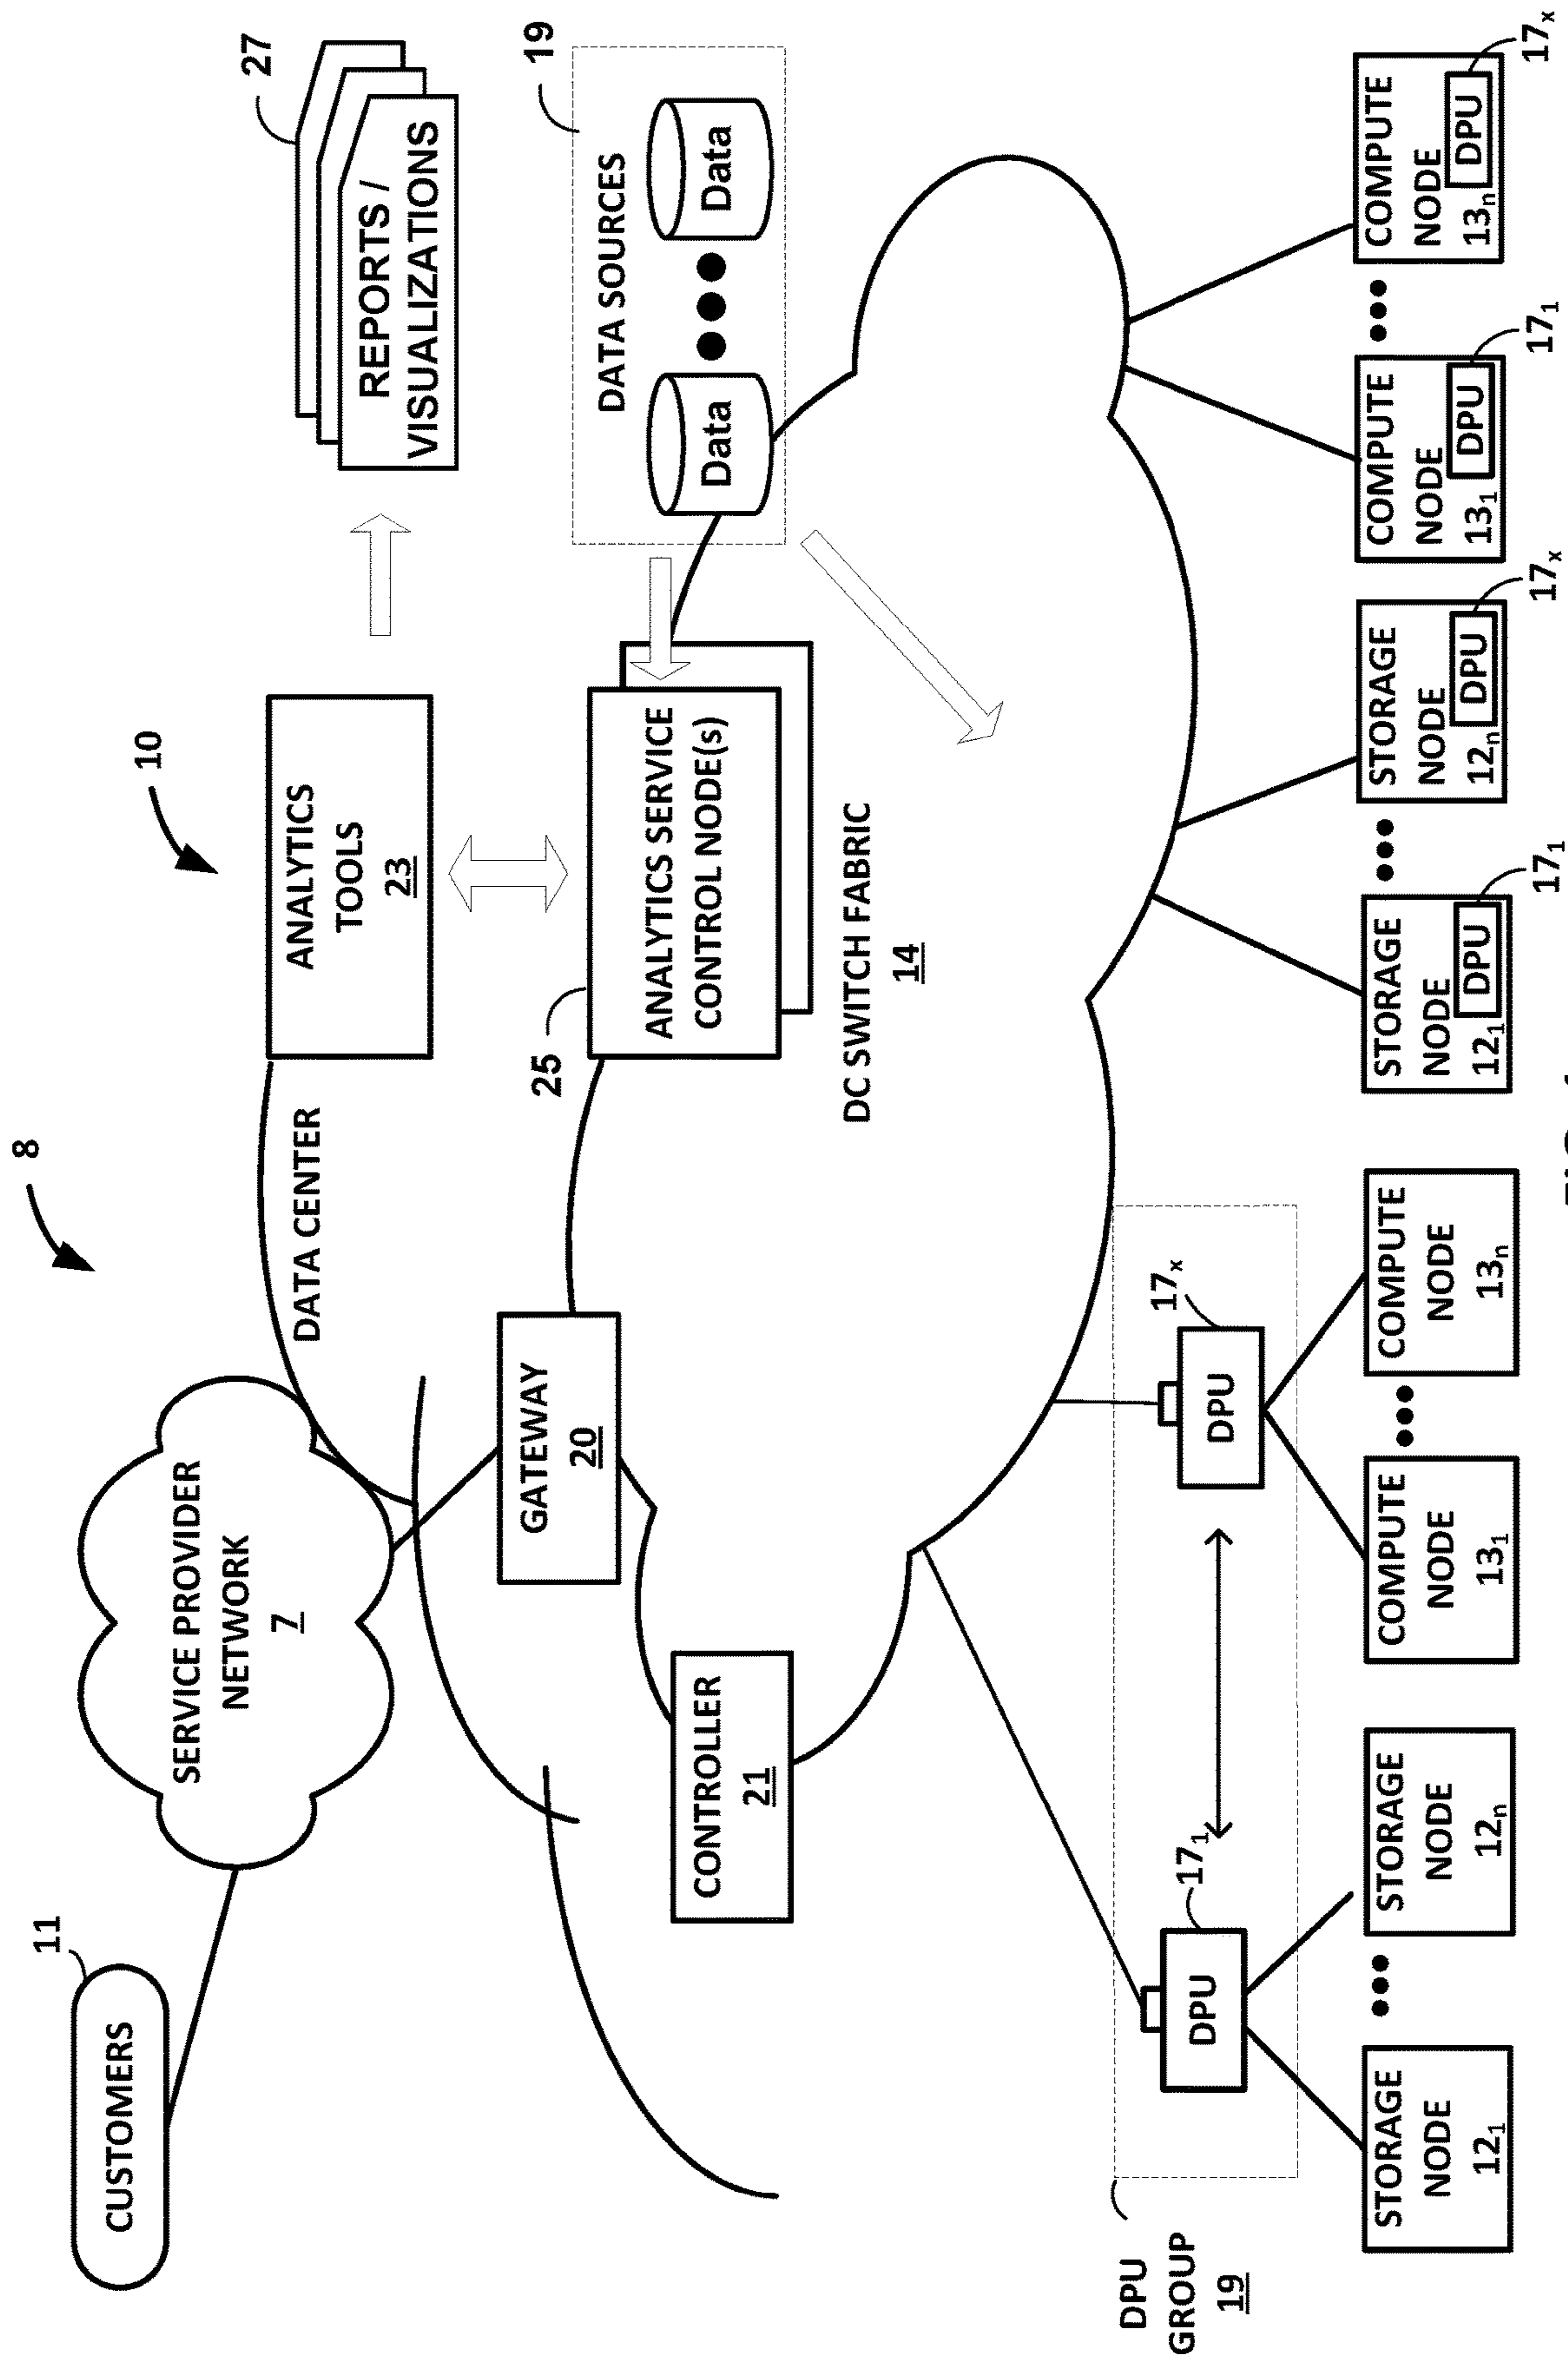 8
10
CUSTOMERS
11
SERVICE PROVIDER
NETWORK
7
DATA CENTER
ANALYTICS
TOOLS
23
REPORTS /
VISUALIZATIONS
27
GATEWAY
20
25
ANALYTICS SERVICE
CONTROL NODE(s)
DATA SOURCES
19
Data
Data
CONTROLLER
21
DC SWITCH FABRIC
14
DPU
GROUP
19
DPU
17₁
DPU
17ₓ
STORAGE
NODE
12₁
STORAGE
NODE
12ₙ
COMPUTE
NODE
13₁
COMPUTE
NODE
13ₙ
STORAGE
NODE
12₁
DPU
17₁
STORAGE
NODE
12ₙ
DPU
17ₓ
COMPUTE
NODE
13₁
DPU
17₁
COMPUTE
NODE
13ₙ
DPU
17ₓ